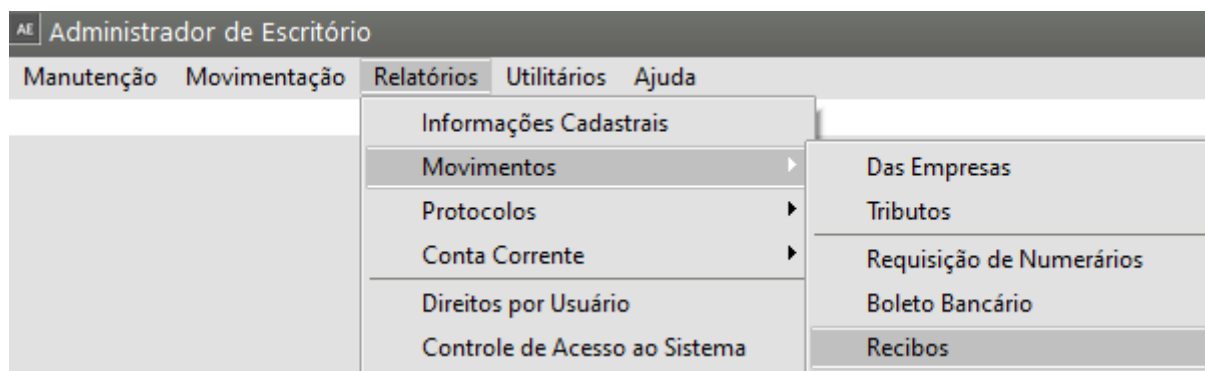 AE Administrador de Escritório
Manutenção Movimentação Relatórios Utilitários Ajuda
Informações Cadastrais
Movimentos
Protocolos
Conta Corrente
Direitos por Usuário
Controle de Acesso ao Sistema
Das Empresas
Tributos
Requisição de Numerários
Boleto Bancário
Recibos